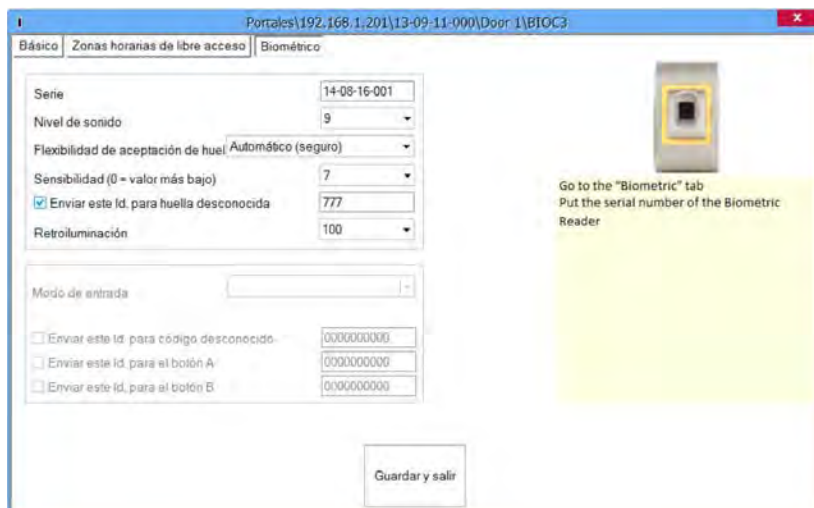 Portales\192.168.1.201\13-09-11-000\Door 1\BIOC3
x
Básico Zonas horarias de libre acceso Biométrico
Serie 14-08-16-001
Nivel de sonido 9
Flexibilidad de aceptación de huel Automático (seguro)
Sensibilidad (0 = valor más bajo) 7
Enviar este Id. para huella desconocida 777
Retroiluminación 100
Modo de entrada
Enviar este Id. para código desconocido 0000000000
Enviar este Id. para el botón A 0000000000
Enviar este Id. para el botón B 0000000000
Guardar y salir
Go to the "Biometric" tab
Put the serial number of the Biometric
Reader